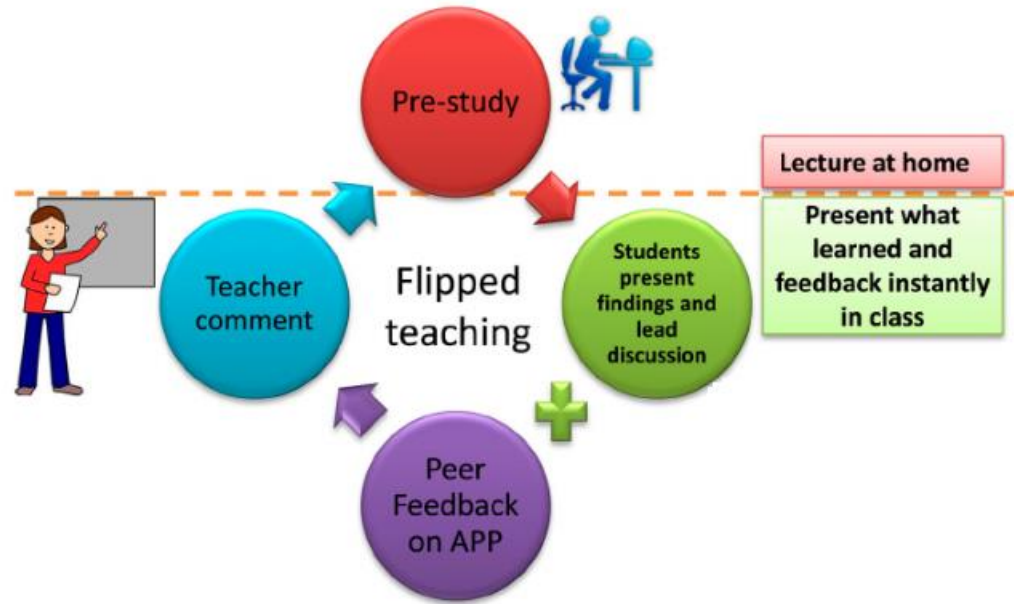 Pre-study
Lecture at home
Present what
learned and
feedback instantly
in class
Students
present
findings and
lead
discussion
Flipped
teaching
Teacher
comment
Peer
Feedback
on APP